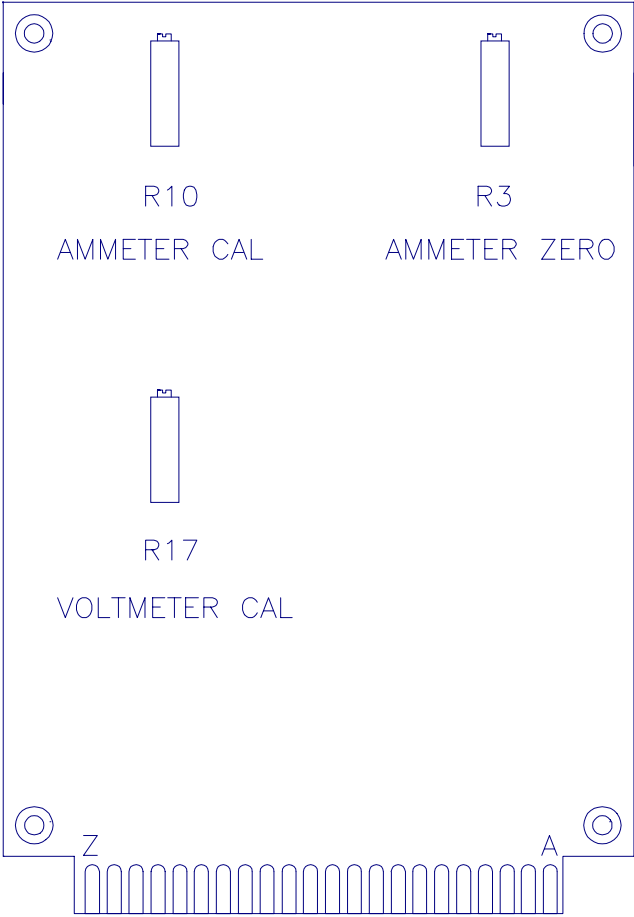 R10 R3
AMMETER CAL AMMETER ZERO
R17
VOLTMETER CAL
Z A